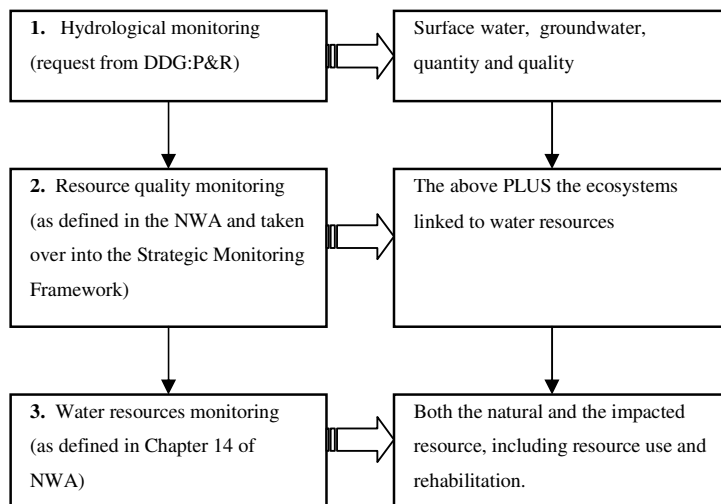 1. Hydrological monitoring
(request from DDG:P&R)
Surface water, groundwater,
quantity and quality
2. Resource quality monitoring
(as defined in the NWA and taken
over into the Strategic Monitoring
Framework)
The above PLUS the ecosystems
linked to water resources
3. Water resources monitoring
(as defined in Chapter 14 of
NWA)
Both the natural and the impacted
resource, including resource use and
rehabilitation.